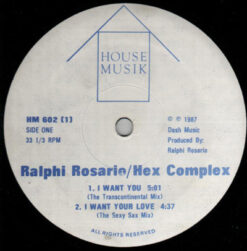 HOUSE
MUSIK
HM 602 [1]
SIDE ONE
33 1/3 RPM
© ℗ 1987
Dash Music
Produced By:
Ralphi Rosario
Ralphi Rosario/Hex Complex
1. I WANT YOU 5:01
(The Transcontinental Mix)
2. I WANT YOUR LOVE 4:37
(The Sexy Sax Mix)
ALL RIGHTS RESERVED